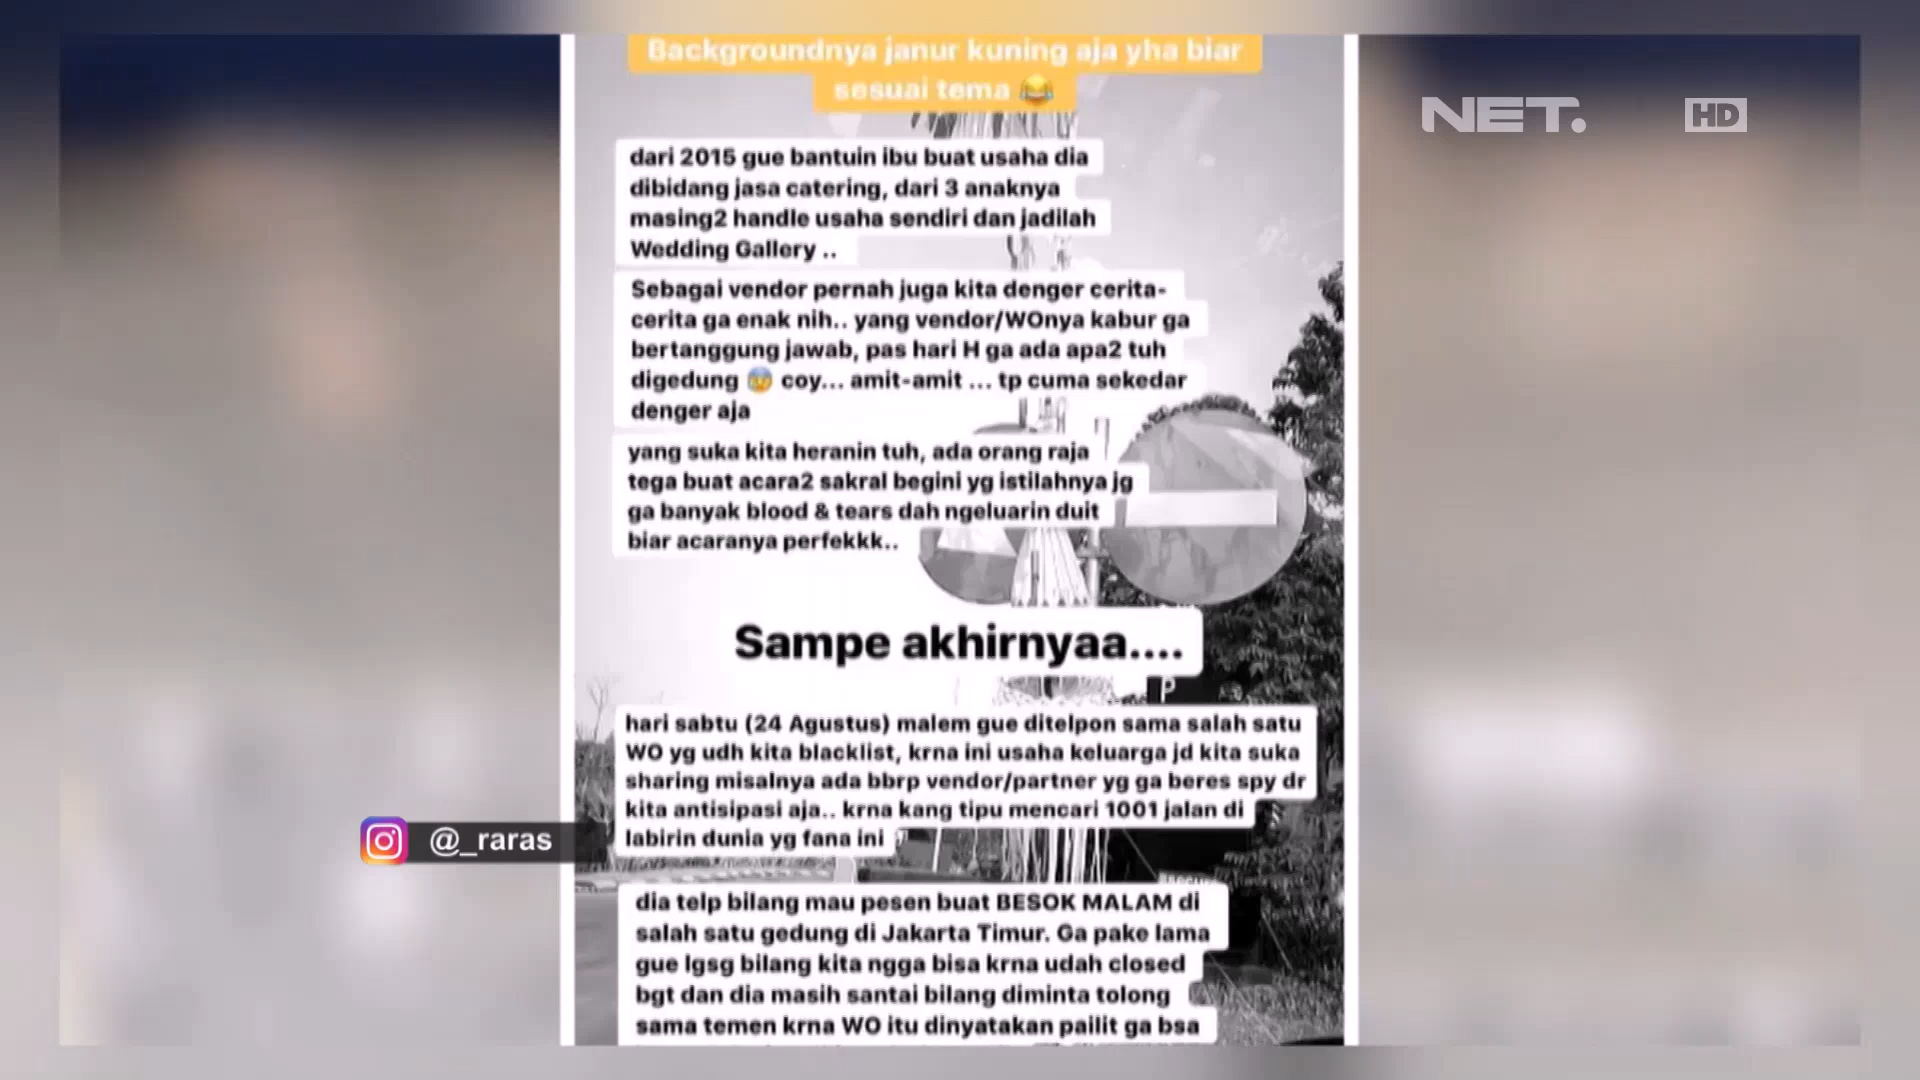 Backgroundnya janur kuning aja yha biar
sesuai tema 😂
NET.
HD
dari 2015 gue bantuin ibu buat usaha dia
dibidang jasa catering, dari 3 anaknya
masing2 handle usaha sendiri dan jadilah
Wedding Gallery ..
Sebagai vendor pernah juga kita denger cerita-
cerita ga enak nih.. yang vendor/WOnya kabur ga
bertanggung jawab, pas hari H ga ada apa2 tuh
digedung 😱 coy... amit-amit ... tp cuma sekedar
denger aja
yang suka kita heranin tuh, ada orang raja
tega buat acara2 sakral begini yg istilahnya jg
ga banyak blood & tears dah ngeluarin duit
biar acaranya perfekkk..
Sampe akhirnyaa....
P
hari sabtu (24 Agustus) malem gue ditelpon sama salah satu
WO yg udh kita blacklist, krna ini usaha keluarga jd kita suka
sharing misalnya ada bbrp vendor/partner yg ga beres spy dr
kita antisipasi aja.. krna kang tipu mencari 1001 jalan di
labirin dunia yg fana ini
@_raras
dia telp bilang mau pesen buat BESOK MALAM di
salah satu gedung di Jakarta Timur. Ga pake lama
gue lgsg bilang kita ngga bisa krna udah closed
bgt dan dia masih santai bilang diminta tolong
sama temen krna WO itu dinyatakan pailit ga bsa